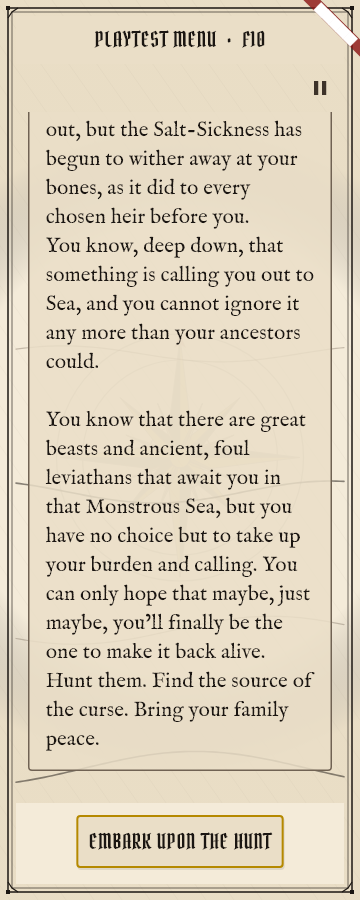 PLAYTEST MENU · F10
out, but the Salt-Sickness has
begun to wither away at your
bones, as it did to every
chosen heir before you.
You know, deep down, that
something is calling you out to
Sea, and you cannot ignore it
any more than your ancestors
could.
You know that there are great
beasts and ancient, foul
leviathans that await you in
that Monstrous Sea, but you
have no choice but to take up
your burden and calling. You
can only hope that maybe, just
maybe, you'll finally be the
one to make it back alive.
Hunt them. Find the source of
the curse. Bring your family
peace.
EMBARK UPON THE HUNT